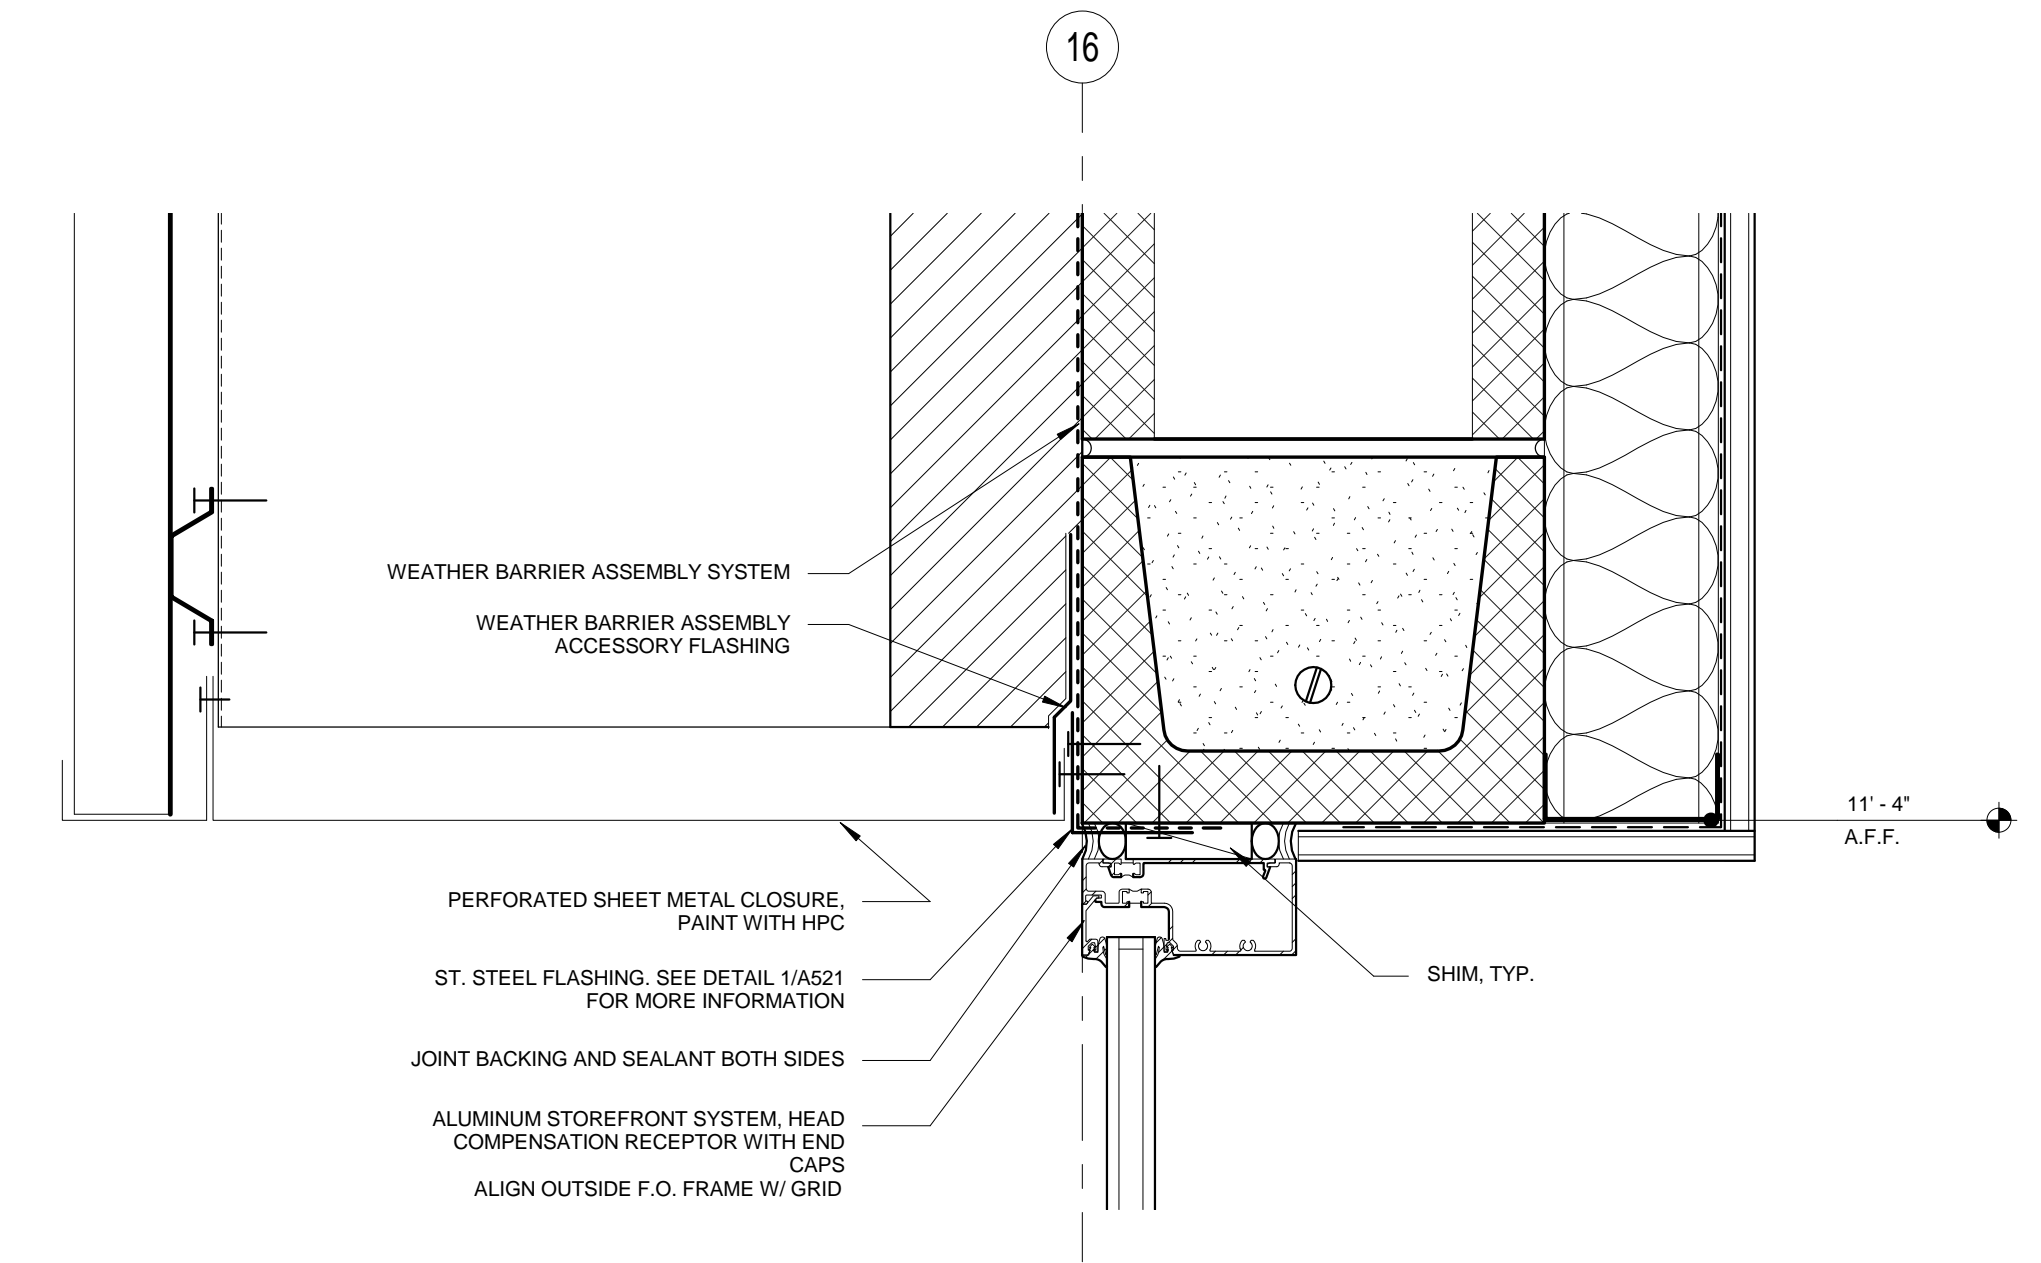 16
WEATHER BARRIER ASSEMBLY SYSTEM
WEATHER BARRIER ASSEMBLY
ACCESSORY FLASHING
11' - 4"
A.F.F.
PERFORATED SHEET METAL CLOSURE,
PAINT WITH HPC
ST. STEEL FLASHING. SEE DETAIL 1/A521
FOR MORE INFORMATION
SHIM, TYP.
JOINT BACKING AND SEALANT BOTH SIDES
ALUMINUM STOREFRONT SYSTEM, HEAD
COMPENSATION RECEPTOR WITH END
CAPS
ALIGN OUTSIDE F.O. FRAME W/ GRID